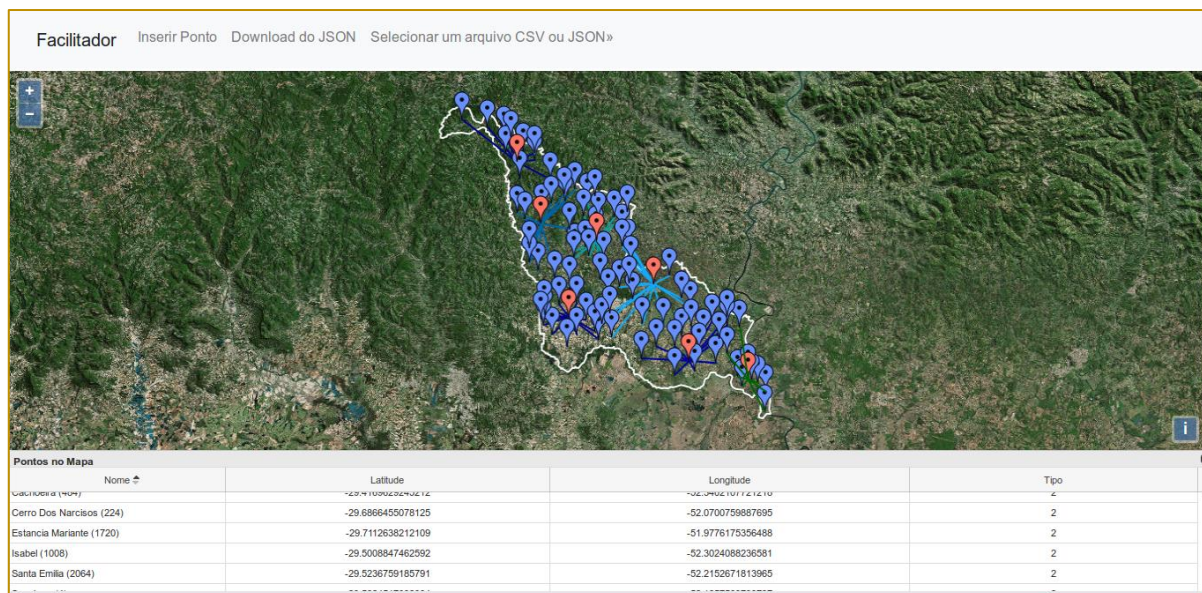 Facilitador Inserir Ponto Download do JSON Selecionar um arquivo CSV ou JSON»
+
−
i
Pontos no Mapa
Nome Latitude Longitude Tipo
Cerro Dos Narcisos (224) -29.6866455078125 -52.0700759887695 2
Estancia Mariante (1720) -29.7112638212109 -51.9776175356488 2
Isabel (1008) -29.5008847462592 -52.3024088236581 2
Santa Emilia (2064) -29.5236759185791 -52.2152671813965 2